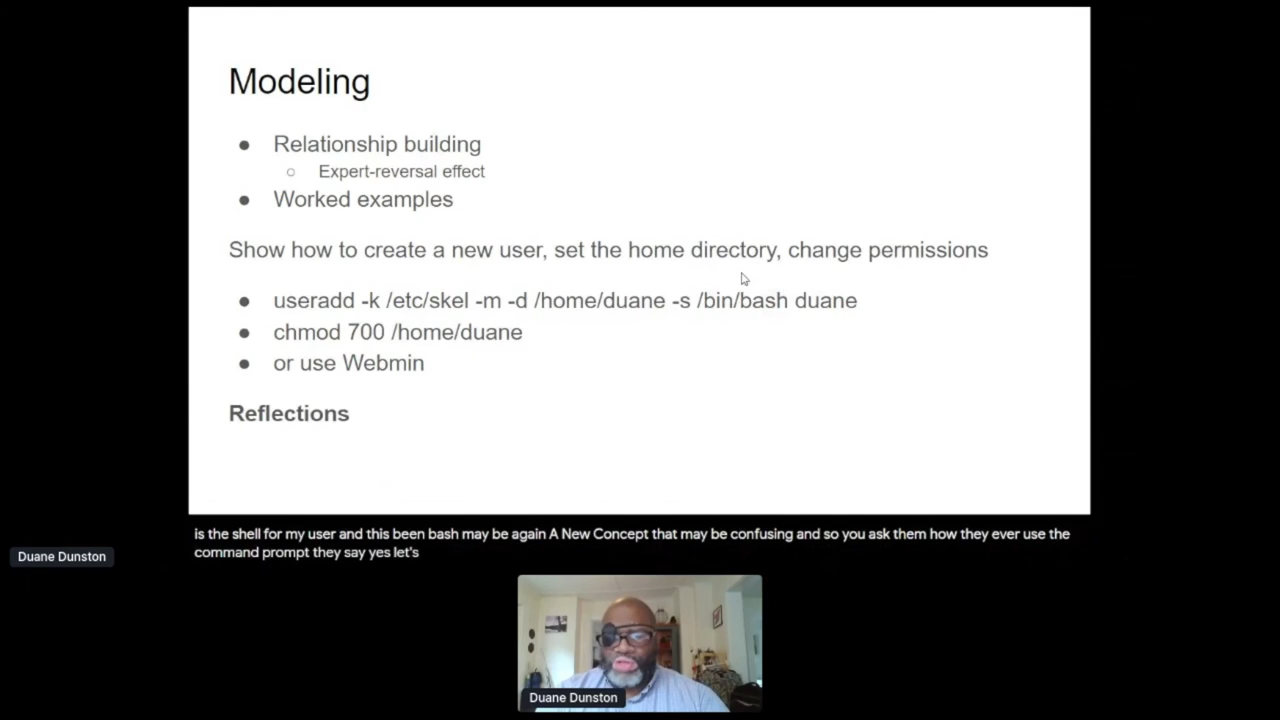 Modeling
● Relationship building
○ Expert-reversal effect
● Worked examples
Show how to create a new user, set the home directory, change permissions
● useradd -k /etc/skel -m -d /home/duane -s /bin/bash duane
● chmod 700 /home/duane
● or use Webmin
Reflections
is the shell for my user and this been bash may be again A New Concept that may be confusing and so you ask them how they ever use the
command prompt they say yes let's
Duane Dunston
Duane Dunston